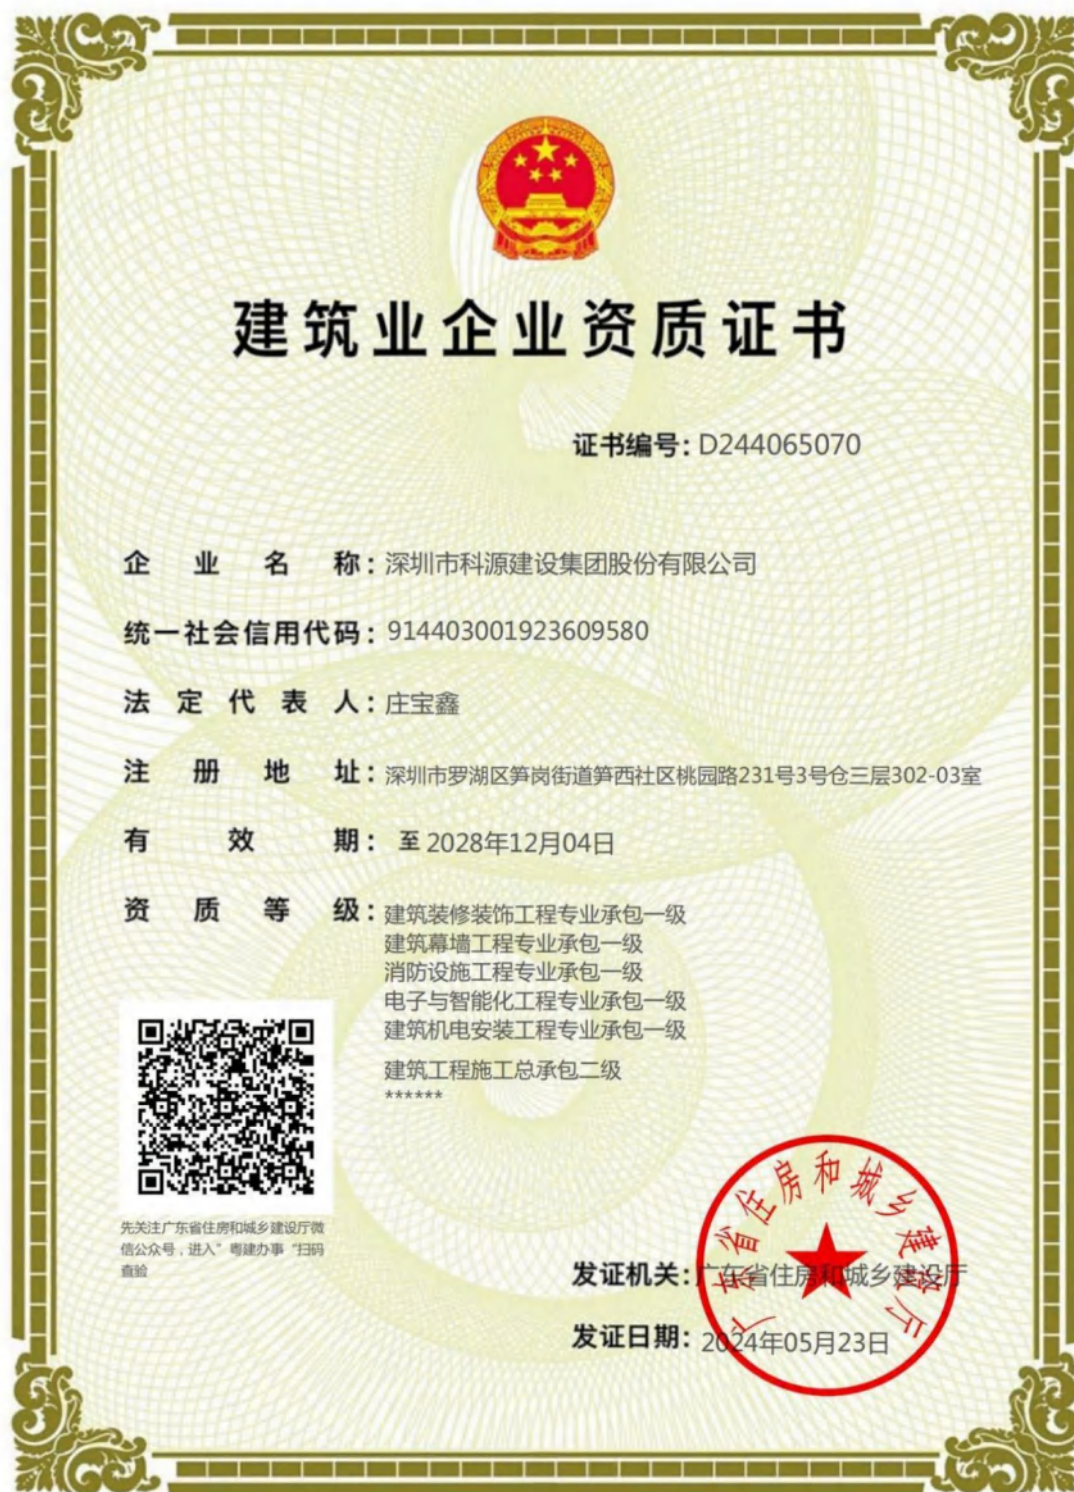 建筑业企业资质证书
证书编号：D244065070
企业名称：深圳市科源建设集团股份有限公司
统一社会信用代码：914403001923609580
法定代表人：庄宝鑫
注册地址：深圳市罗湖区笋岗街道笋西社区桃园路231号3号仓三层302-03室
有效期：至 2028年12月04日
资质等级：建筑装修装饰工程专业承包一级
建筑幕墙工程专业承包一级
消防设施工程专业承包一级
电子与智能化工程专业承包一级
建筑机电安装工程专业承包一级
建筑工程施工总承包二级
******
先关注广东省住房和城乡建设厅微
信公众号，进入”粤建办事“扫码
查验
发证机关：广东省住房和城乡建设厅
发证日期：2024年05月23日
广东省住房和城乡建设厅